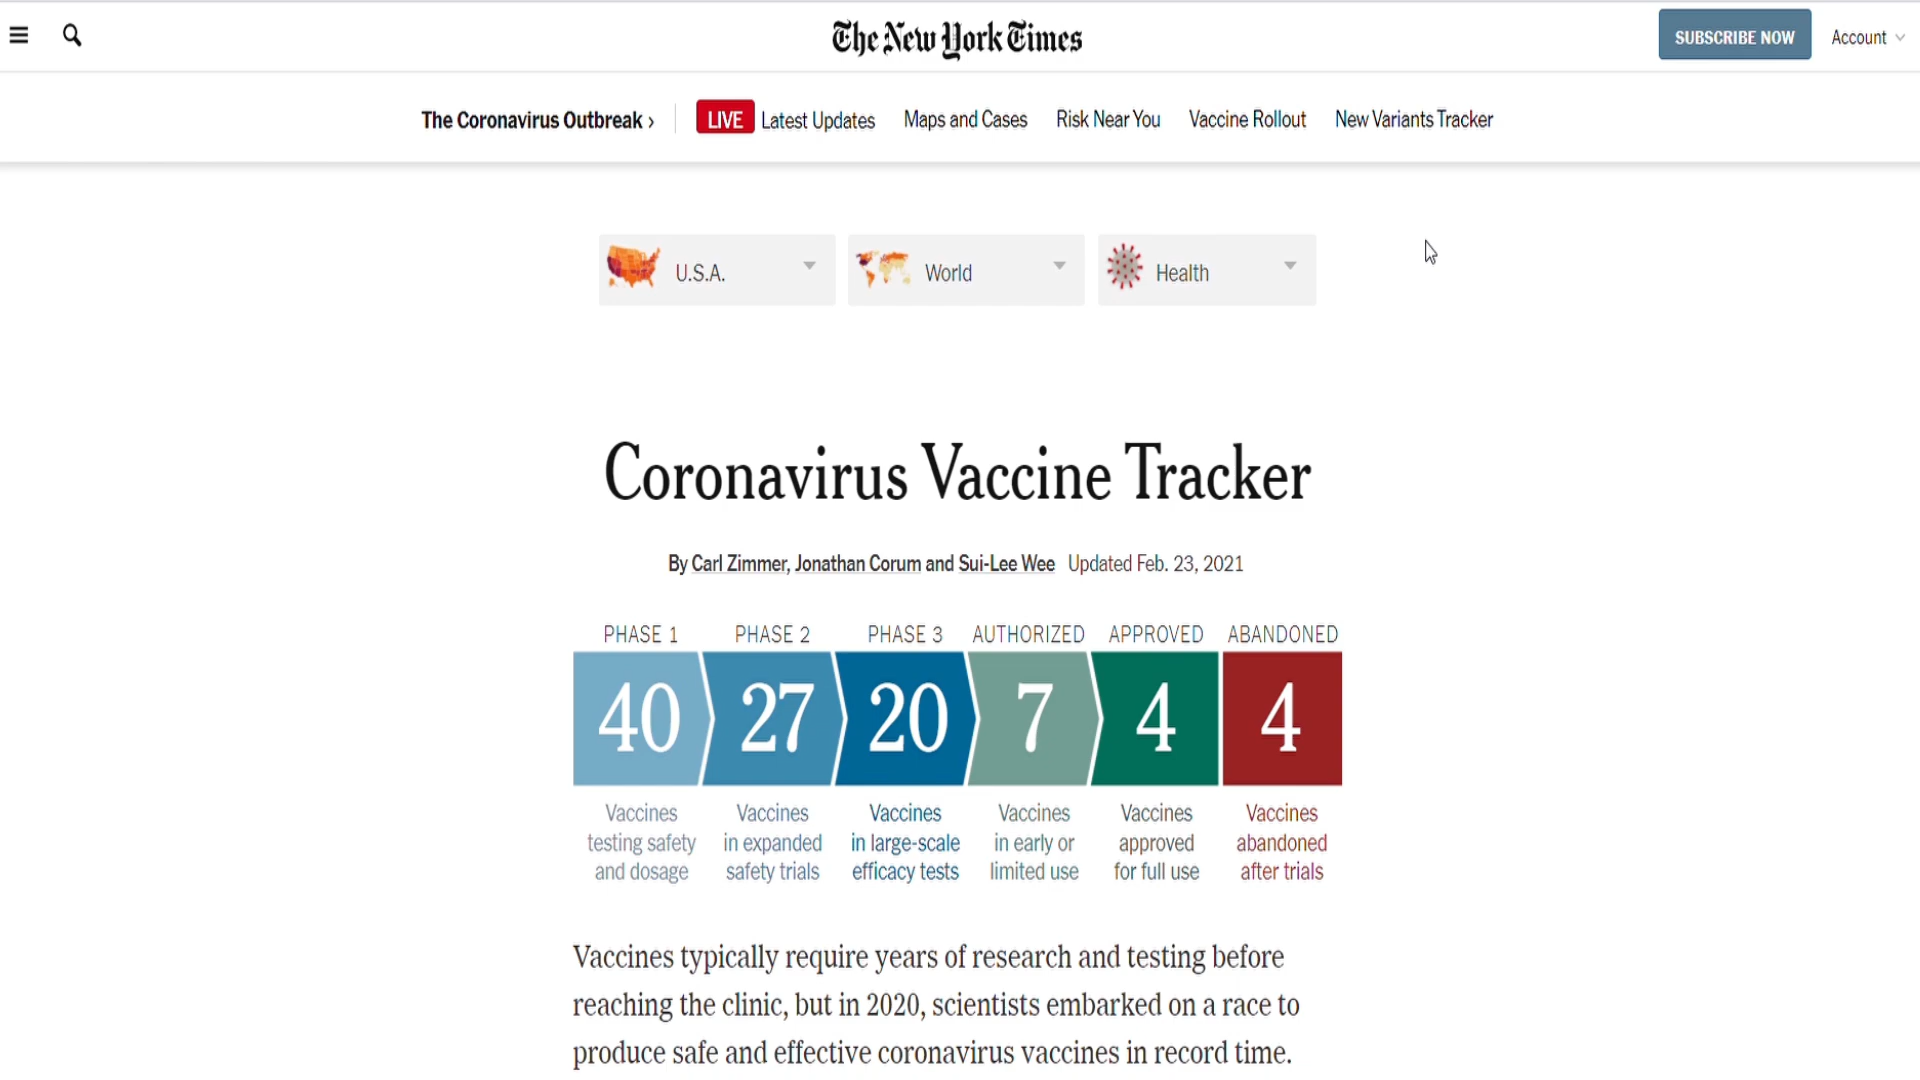 The New York Times
SUBSCRIBE NOW
Account
The Coronavirus Outbreak ›
LIVE Latest Updates
Maps and Cases
Risk Near You
Vaccine Rollout
New Variants Tracker
U.S.A.
World
Health
Coronavirus Vaccine Tracker
By Carl Zimmer, Jonathan Corum and Sui-Lee Wee Updated Feb. 23, 2021
PHASE 1 PHASE 2 PHASE 3 AUTHORIZED APPROVED ABANDONED
40 27 20 7 4 4
Vaccines
testing safety
and dosage
Vaccines
in expanded
safety trials
Vaccines
in large-scale
efficacy tests
Vaccines
in early or
limited use
Vaccines
approved
for full use
Vaccines
abandoned
after trials
Vaccines typically require years of research and testing before
reaching the clinic, but in 2020, scientists embarked on a race to
produce safe and effective coronavirus vaccines in record time.